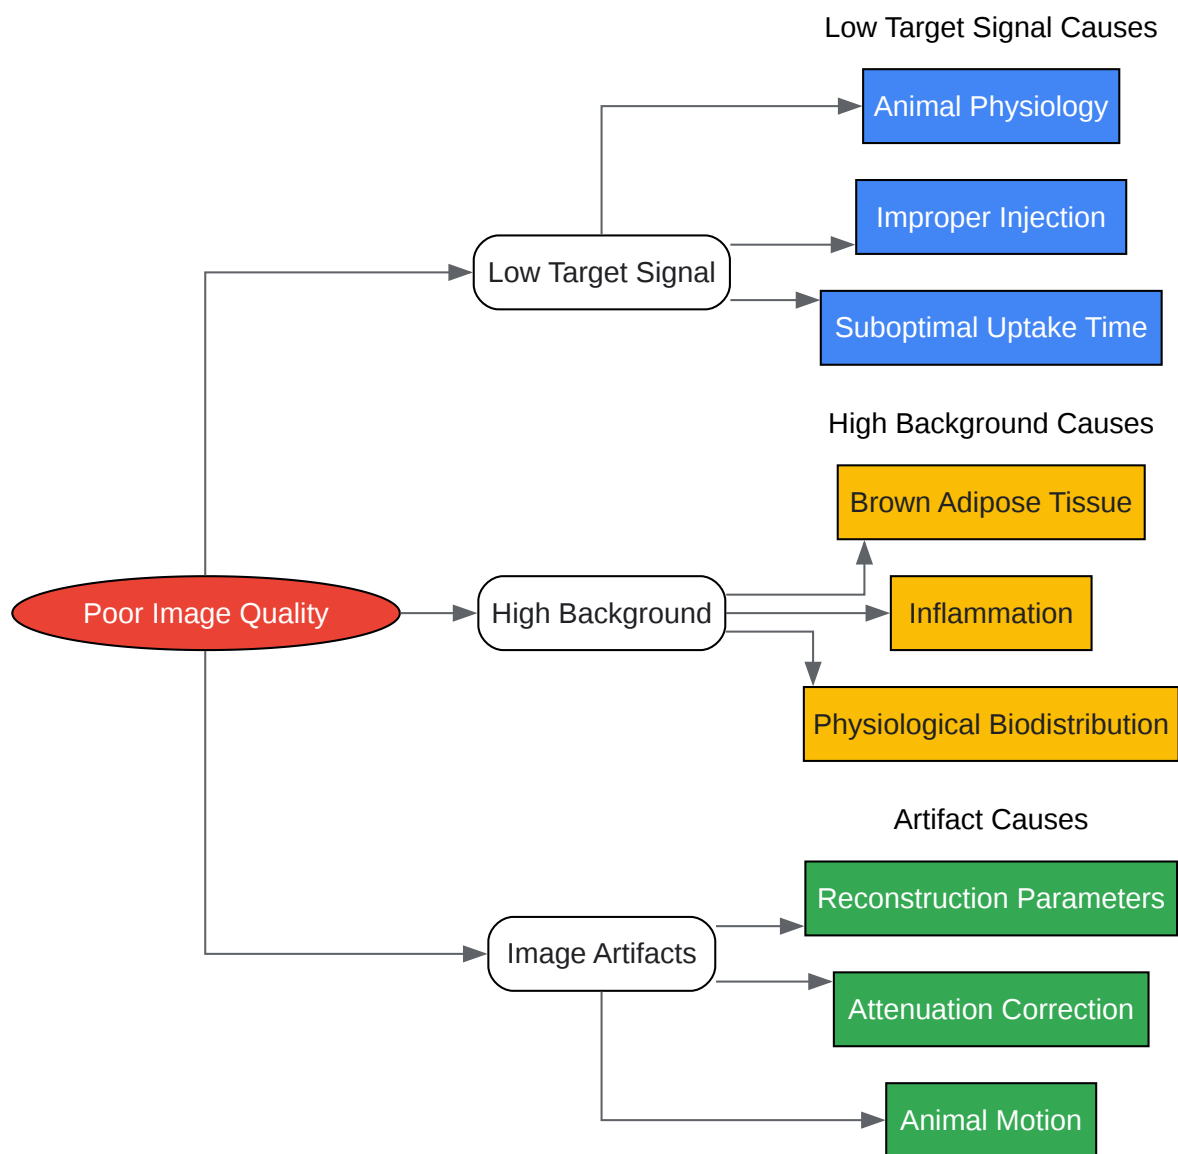 Low Target Signal Causes
Animal Physiology
Improper Injection
Low Target Signal
Suboptimal Uptake Time
High Background Causes
Brown Adipose Tissue
Poor Image Quality
High Background
Inflammation
Physiological Biodistribution
Artifact Causes
Reconstruction Parameters
Image Artifacts
Attenuation Correction
Animal Motion